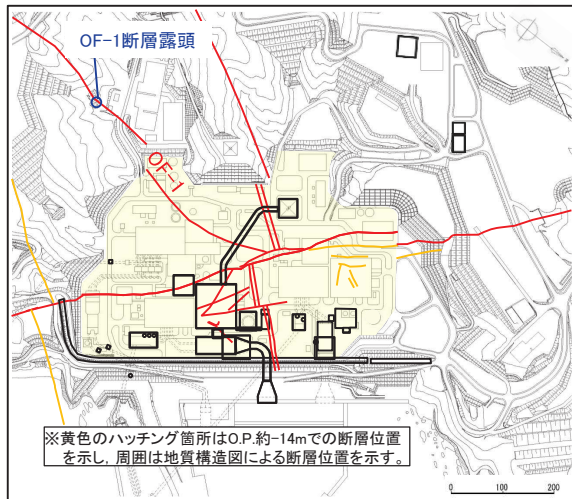 OF-1断層露頭
OF-1
※黄色のハッチング箇所はO.P.約-14mでの断層位置
を示し，周囲は地質構造図による断層位置を示す。
0 100 200